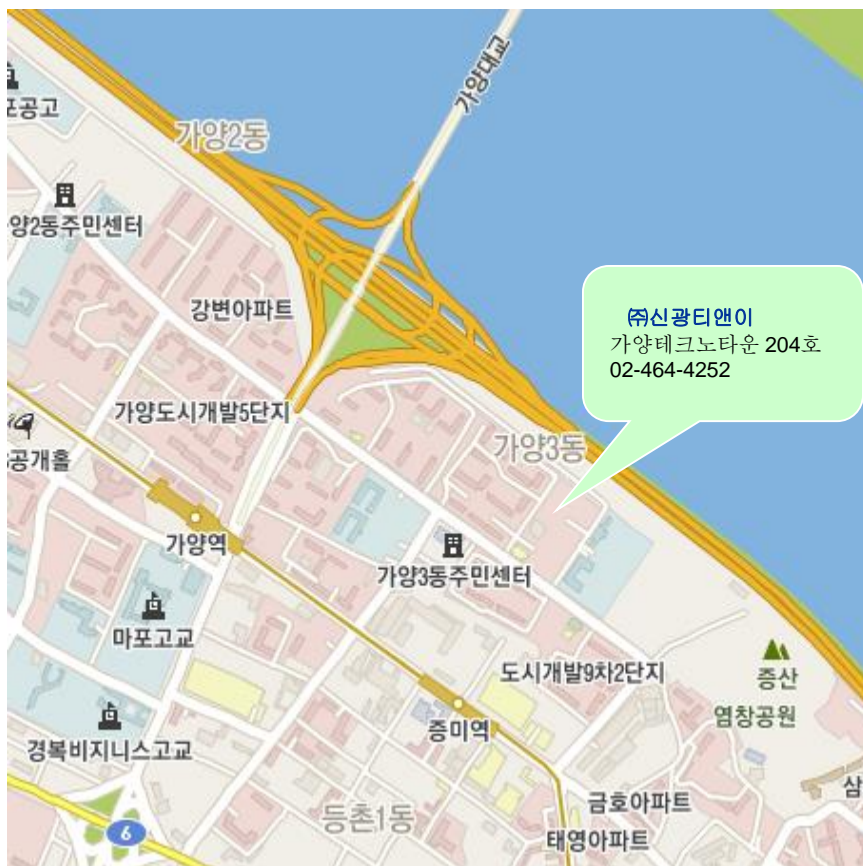 가양대교
포공고
가양2동
양2동주민센터
강변아파트
㈜신광티앤이
가양테크노타운 204호
02-464-4252
가양도시개발5단지
공개홀
가양3동
가양역
가양3동주민센터
마포고교
도시개발9차2단지
증산
염창공원
증미역
경복비지니스고교
삼
금호아파트
6
등촌1동
태영아파트